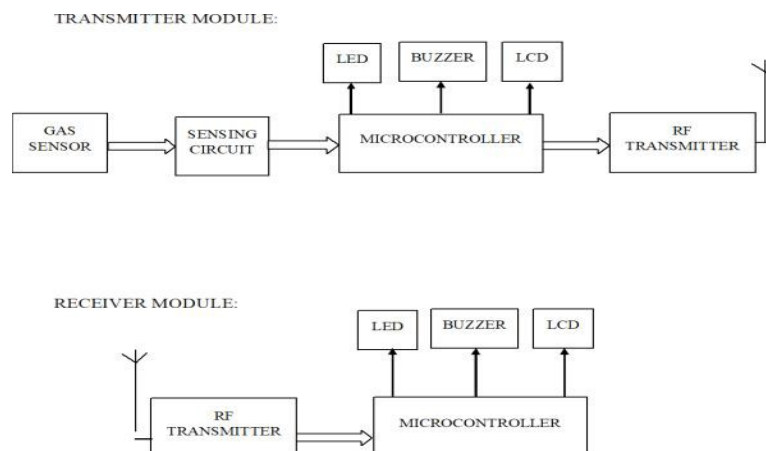 TRANSMITTER MODULE:
LED
BUZZER
LCD
GAS
SENSOR
SENSING
CIRCUIT
MICROCONTROLLER
RF
TRANSMITTER
RECEIVER MODULE:
LED
BUZZER
LCD
RF
TRANSMITTER
MICROCONTROLLER